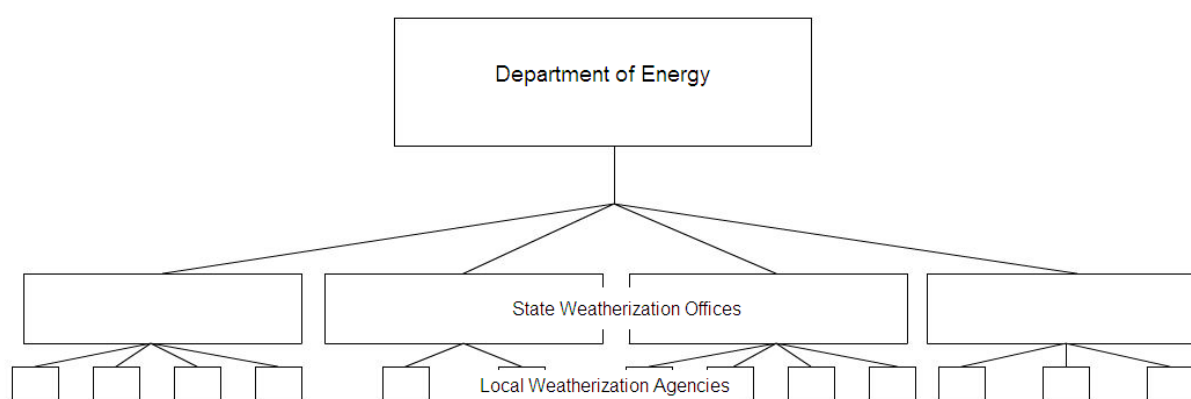 Department of Energy
State Weatherization Offices
Local Weatherization Agencies